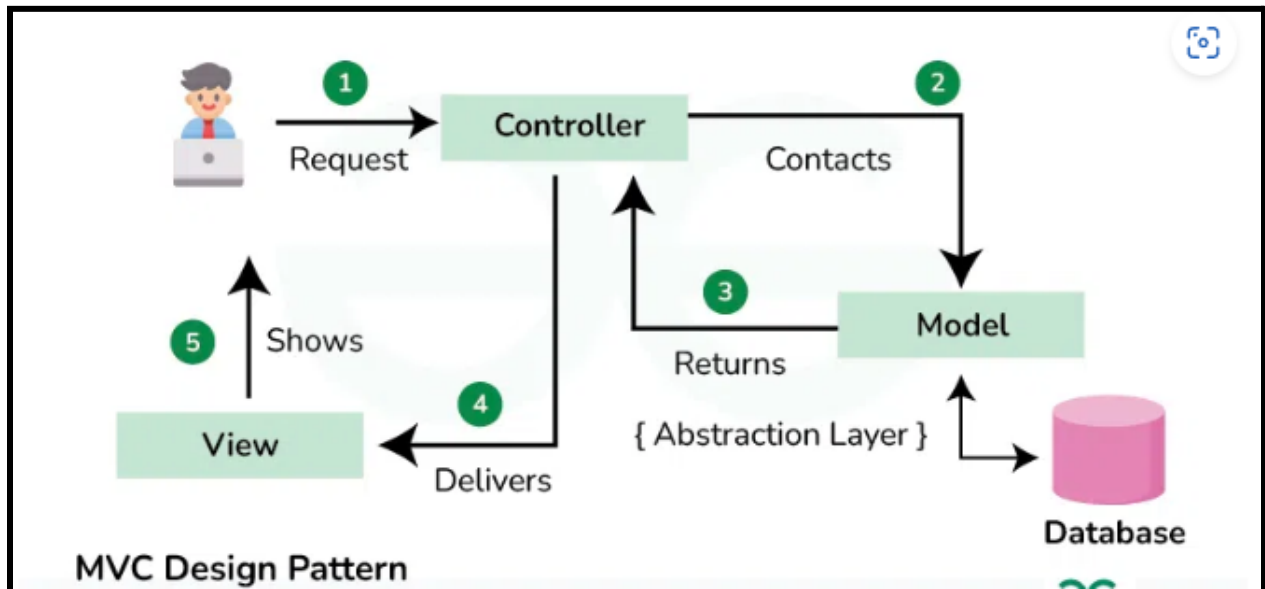 1
2
Controller
Request
Contacts
3
Model
5
Shows
Returns
4
{ Abstraction Layer }
View
Delivers
Database
MVC Design Pattern